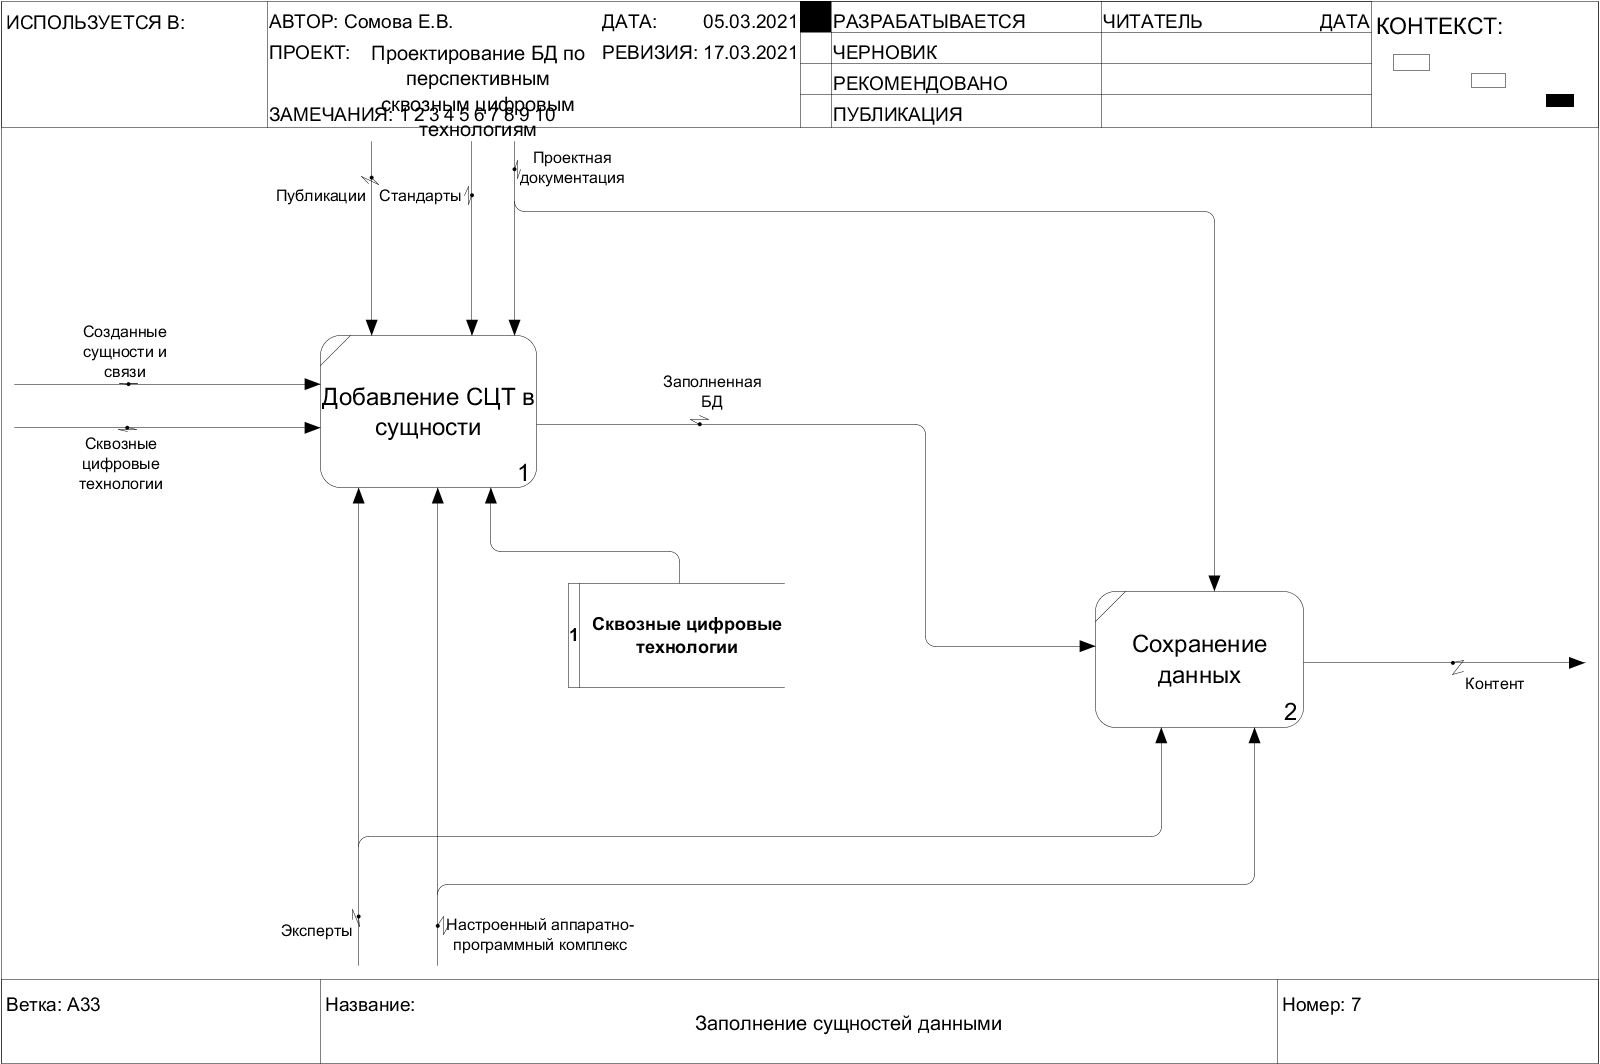 ИСПОЛЬЗУЕТСЯ В:
АВТОР: Сомова Е.В.
ДАТА: 05.03.2021
ПРОЕКТ: Проектирование БД по
перспективным
сквозным цифровым
технологиям
РЕВИЗИЯ: 17.03.2021
ЗАМЕЧАНИЯ: 1 2 3 4 5 6 7 8 9 10
РАЗРАБАТЫВАЕТСЯ
ЧЕРНОВИК
РЕКОМЕНДОВАНО
ПУБЛИКАЦИЯ
ЧИТАТЕЛЬ ДАТА
КОНТЕКСТ:
Проектная
документация
Публикации
Стандарты
Созданные
сущности и
связи
Сквозные
цифровые
технологии
Добавление СЦТ в
сущности
1
Заполненная
БД
1
Сквозные цифровые
технологии
Сохранение
данных
2
Контент
Эксперты
Настроенный аппаратно-
программный комплекс
Ветка: А33
Название:
Заполнение сущностей данными
Номер: 7